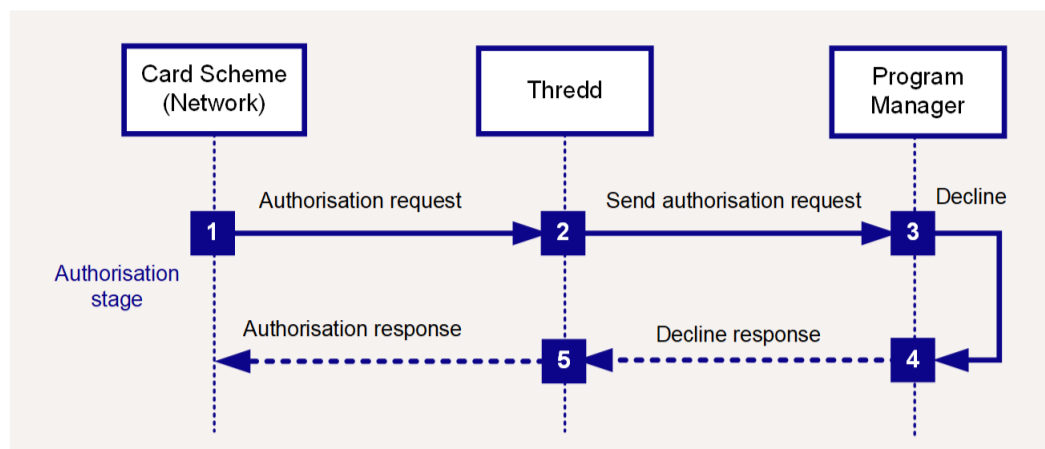 Card Scheme
(Network)
Thredd
Program
Manager
Authorisation request
Send authorisation request
Decline
1
2
3
Authorisation
stage
Authorisation response
Decline response
5
4